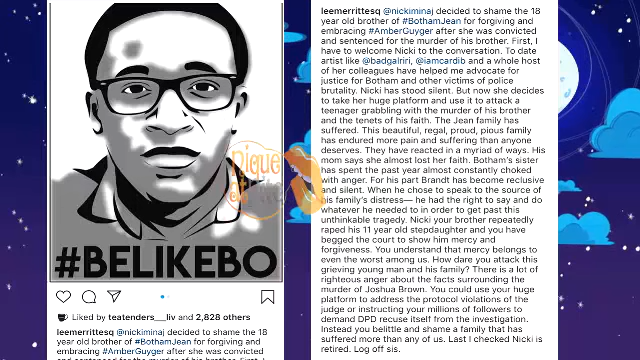 #BELIKEBO
Liked by teatenders__liv and 2,828 others
leemerrittesq @nickiminaj decided to shame the 18
year old brother of #BothamJean for forgiving and
embracing #AmberGuyger after she was convicted
and sentenced for the murder of his brother. First, I
leemerrittesq @nickiminaj decided to shame the 18
year old brother of #BothamJean for forgiving and
embracing #AmberGuyger after she was convicted
and sentenced for the murder of his brother. First, I
have to welcome Nicki to the conversation. To date
artist like @badgalriri, @iamcardib and a whole host
of her colleagues have helped me advocate for
justice for Botham and other victims of police
brutality. Nicki has stood silent. But now she decides
to take her huge platform and use it to attack a
teenager grabbling with the murder of his brother
and the tenets of his faith. The Jean family has
suffered. This beautiful, regal, proud, pious family
has endured more pain and suffering than anyone
deserves. They have reacted in a myriad of ways. His
mom says she almost lost her faith. Botham's sister
has spent the past year almost constantly choked
with anger. For his part Brandt has become reclusive
and silent. When he chose to speak to the source of
his family's distress— he had the right to say and do
whatever he needed to in order to get past this
unthinkable tragedy. Nicki your brother repeatedly
raped his 11 year old stepdaughter and you have
begged the court to show him mercy and
forgiveness. You understand that mercy belongs to
even the worst among us. How dare you attack this
grieving young man and his family? There is a lot of
righteous anger about the facts surrounding the
murder of Joshua Brown. You could use your huge
platform to address the protocol violations of the
judge or instructing your millions of followers to
demand DPD recuse itself from the investigation.
Instead you belittle and shame a family that has
suffered more than any of us. Last I checked Nicki is
retired. Log off sis.